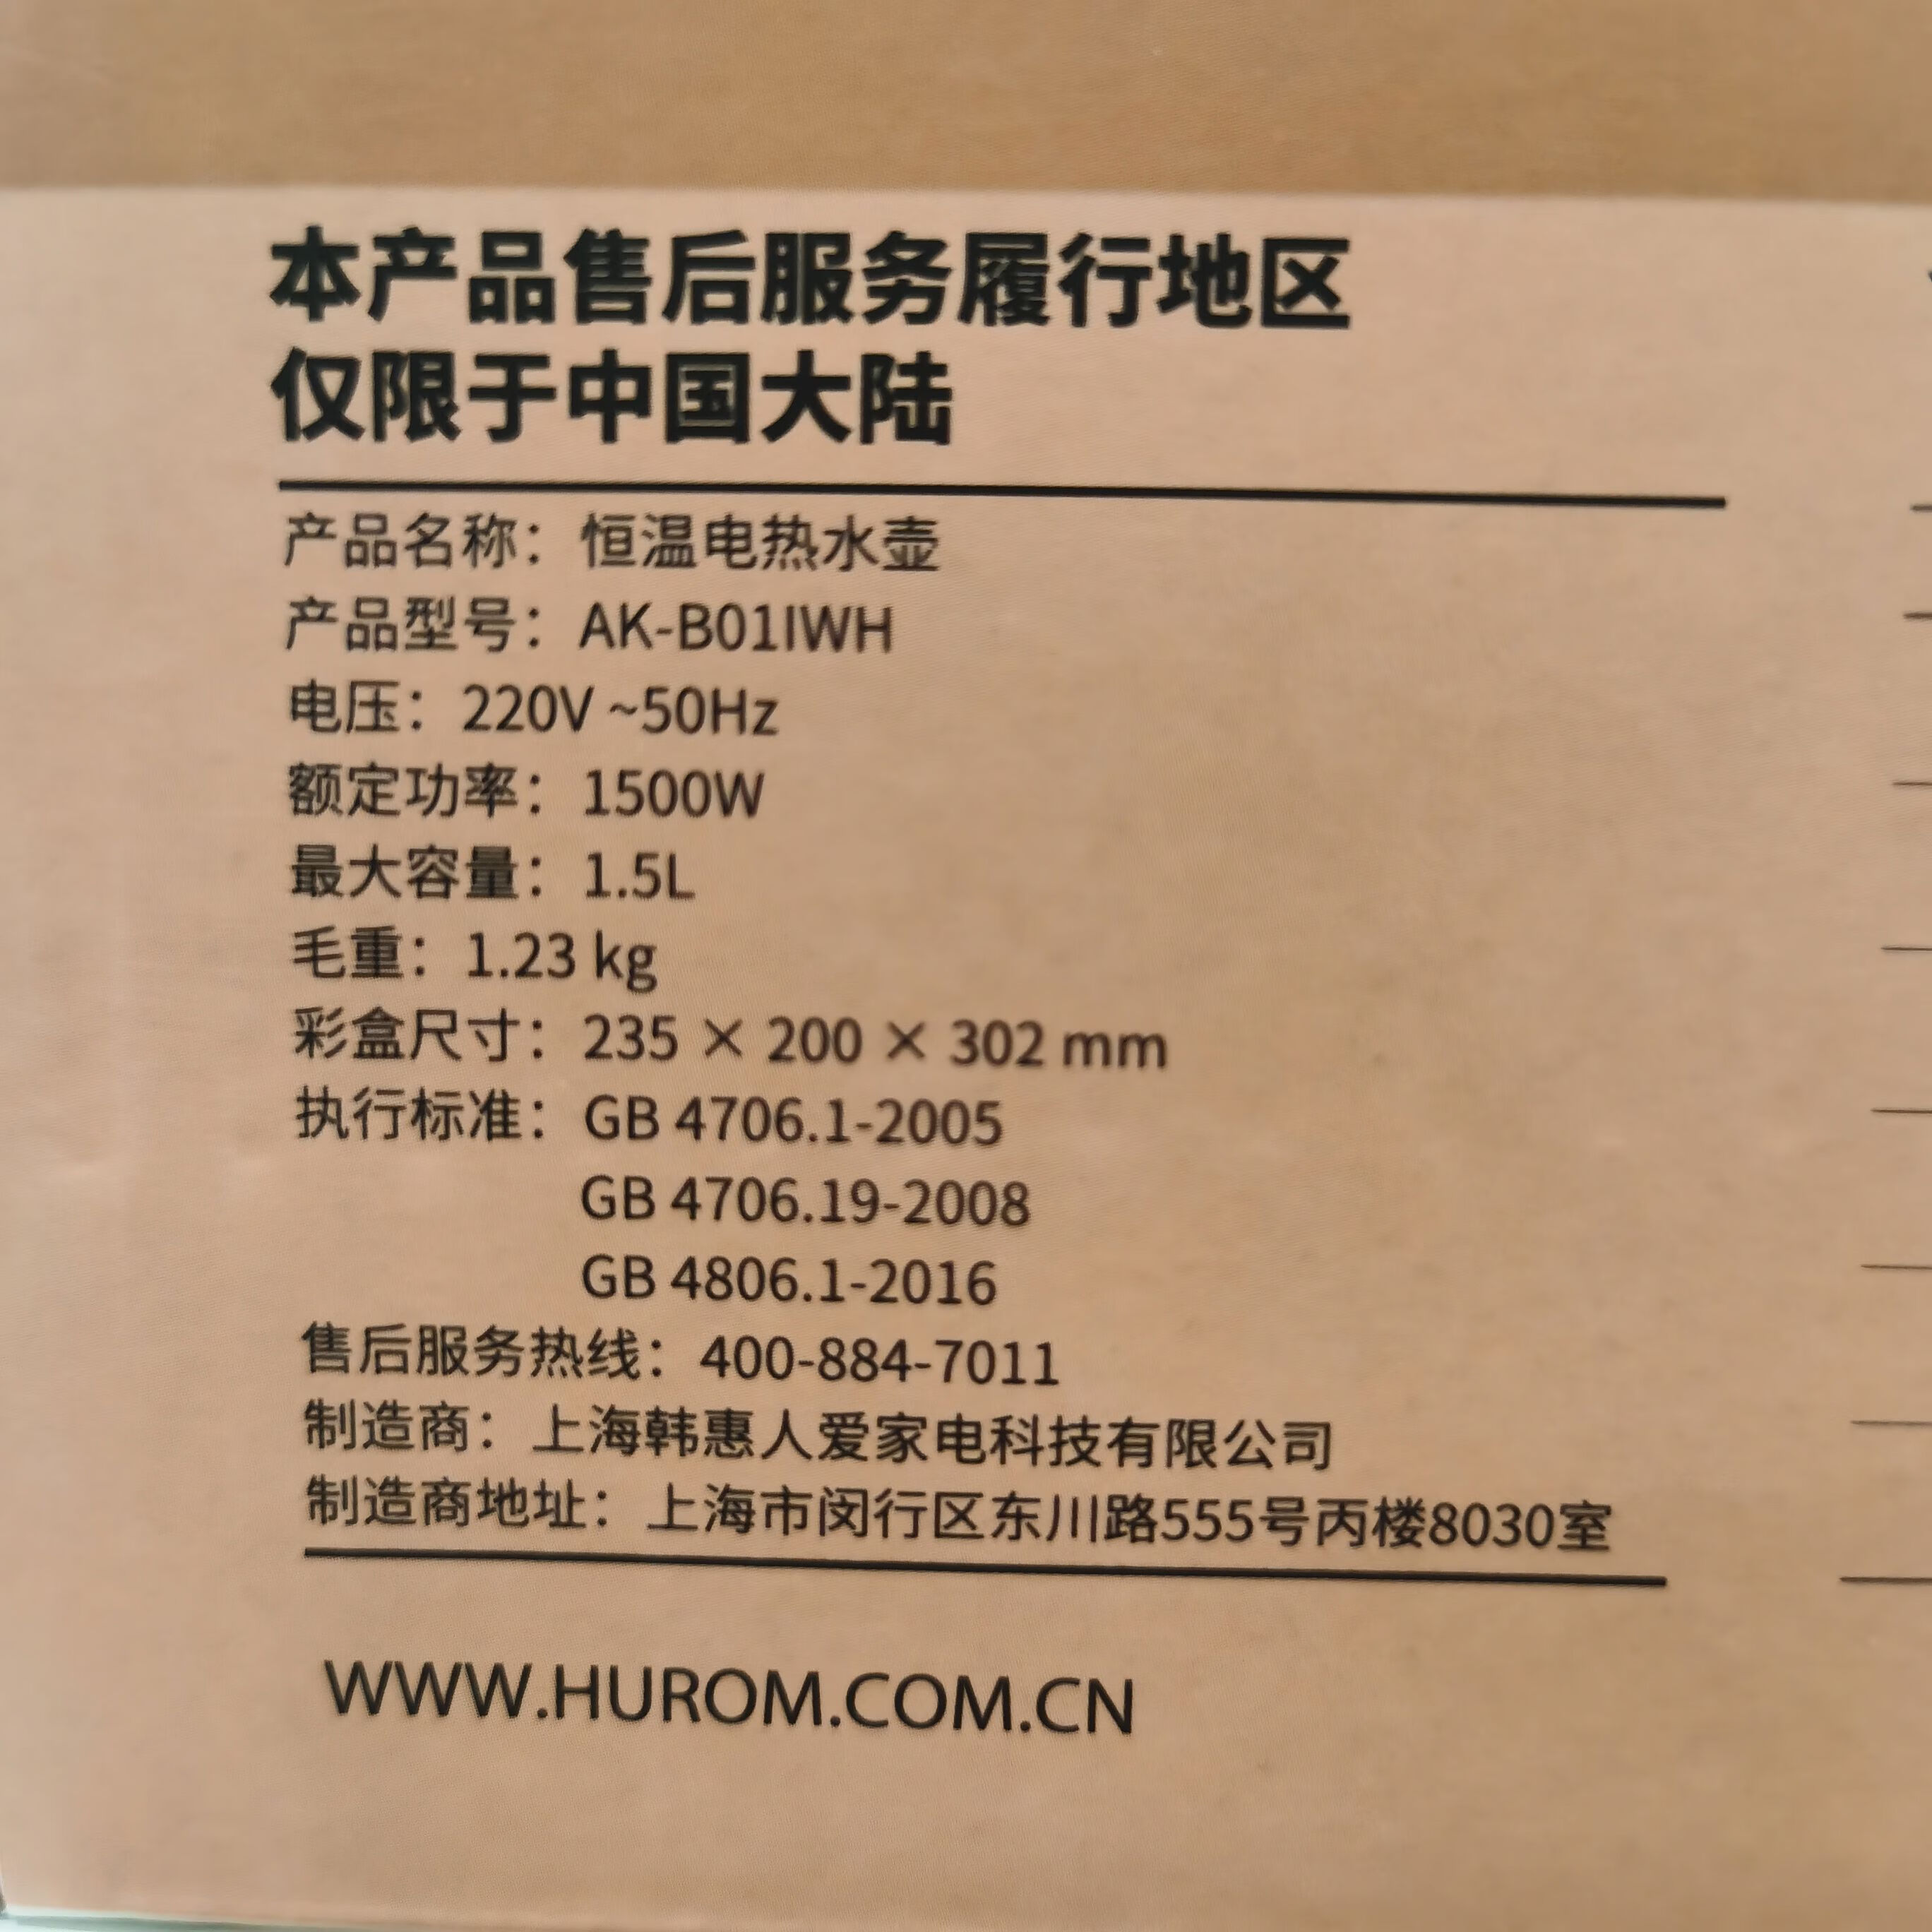 本产品售后服务履行地区
仅限于中国大陆
产品名称：恒温电热水壶
产品型号：AK-B01IWH
电压：220V ~50Hz
额定功率：1500W
最大容量：1.5L
毛重：1.23 kg
彩盒尺寸：235 × 200 × 302 mm
执行标准：GB 4706.1-2005
GB 4706.19-2008
GB 4806.1-2016
售后服务热线：400-884-7011
制造商：上海韩惠人爱家电科技有限公司
制造商地址：上海市闵行区东川路555号丙楼8030室
WWW.HUROM.COM.CN